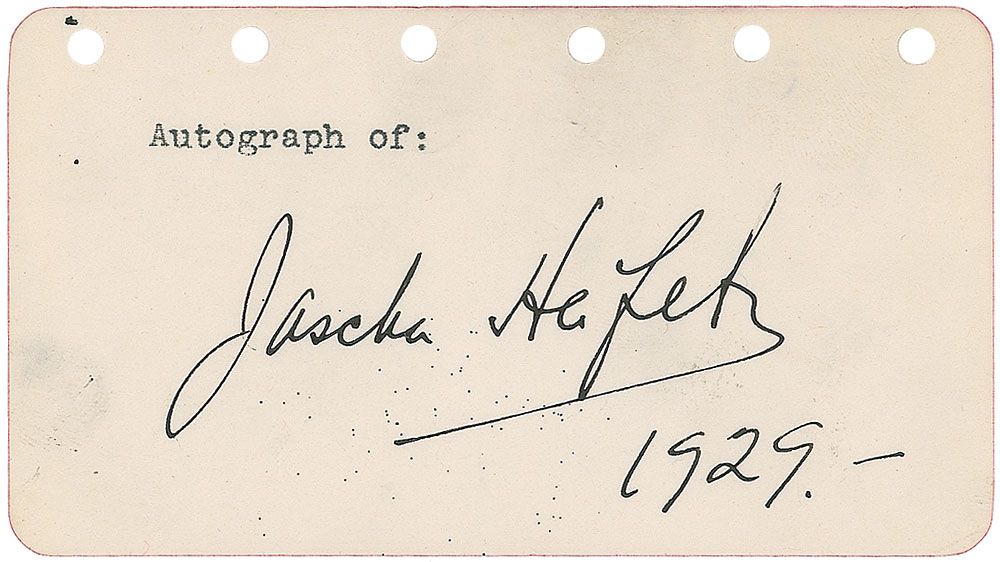 Autograph of:
Jascha Heifetz
1929.–